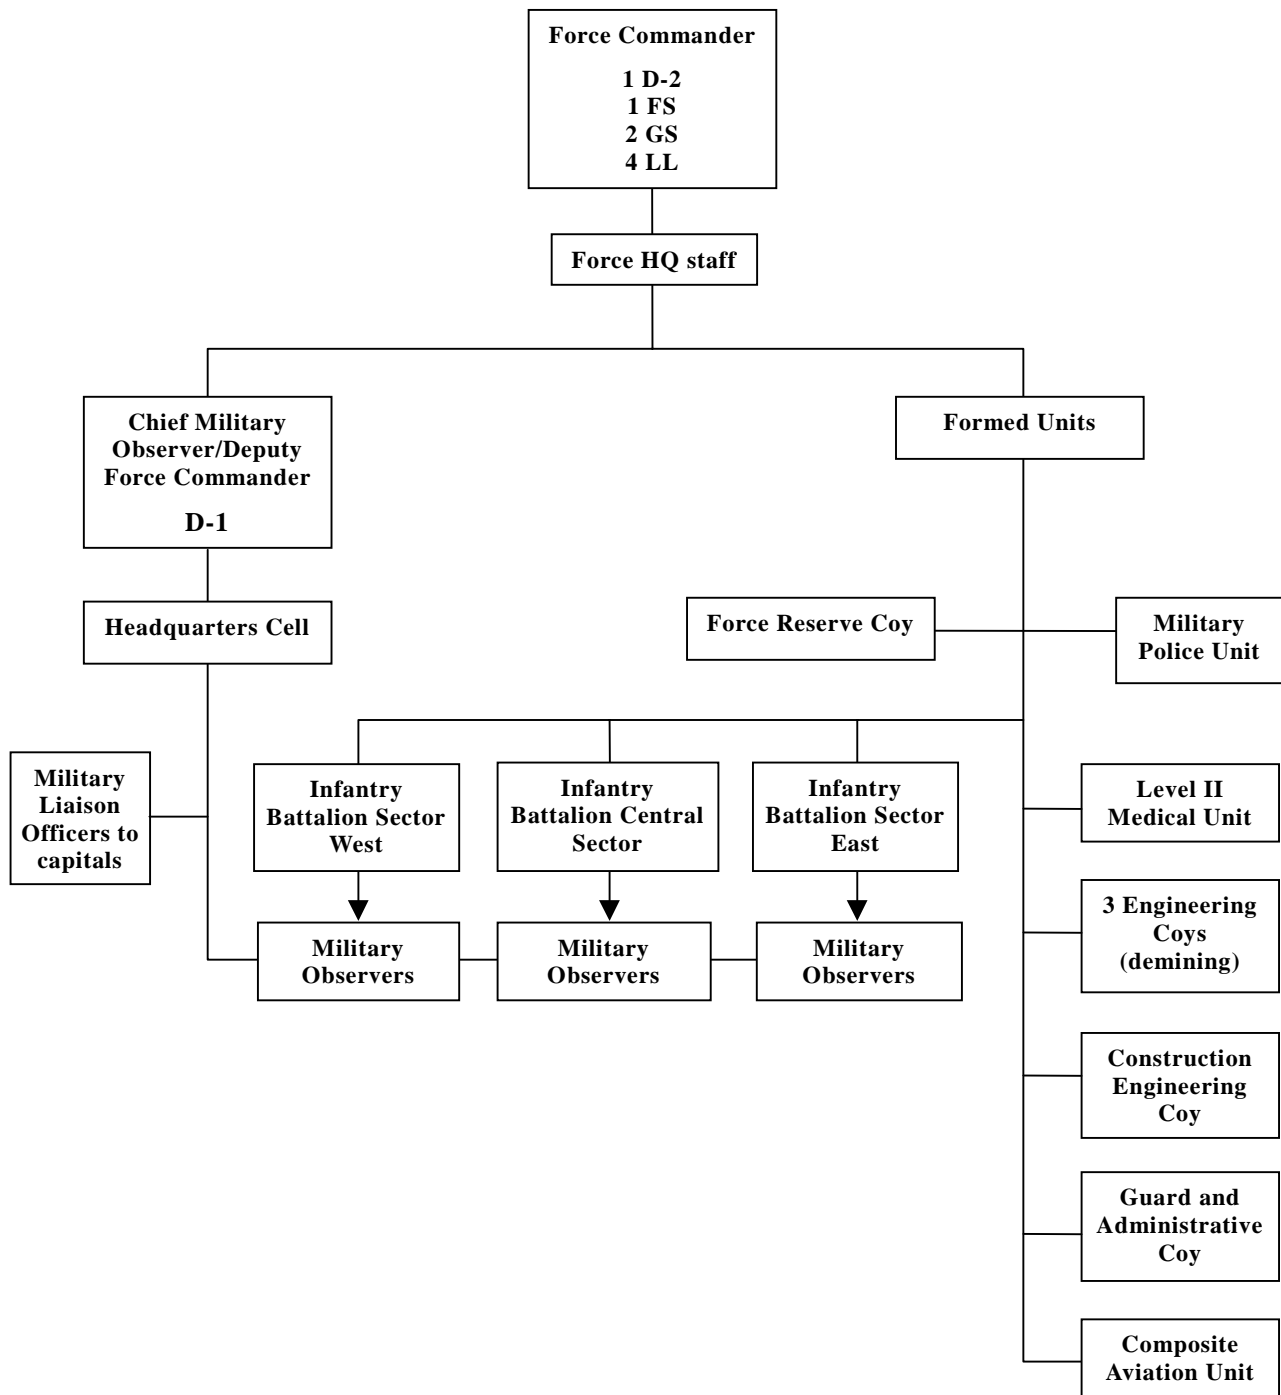 Force Commander
1 D-2
1 FS
2 GS
4 LL
Force HQ staff
Chief Military
Observer/Deputy
Force Commander
D-1
Formed Units
Headquarters Cell
Force Reserve Coy
Military
Police Unit
Military
Liaison
Officers to
capitals
Infantry
Battalion Sector
West
Infantry
Battalion Central
Sector
Infantry
Battalion Sector
East
Level II
Medical Unit
Military
Observers
Military
Observers
Military
Observers
3 Engineering
Coys
(demining)
Construction
Engineering
Coy
Guard and
Administrative
Coy
Composite
Aviation Unit